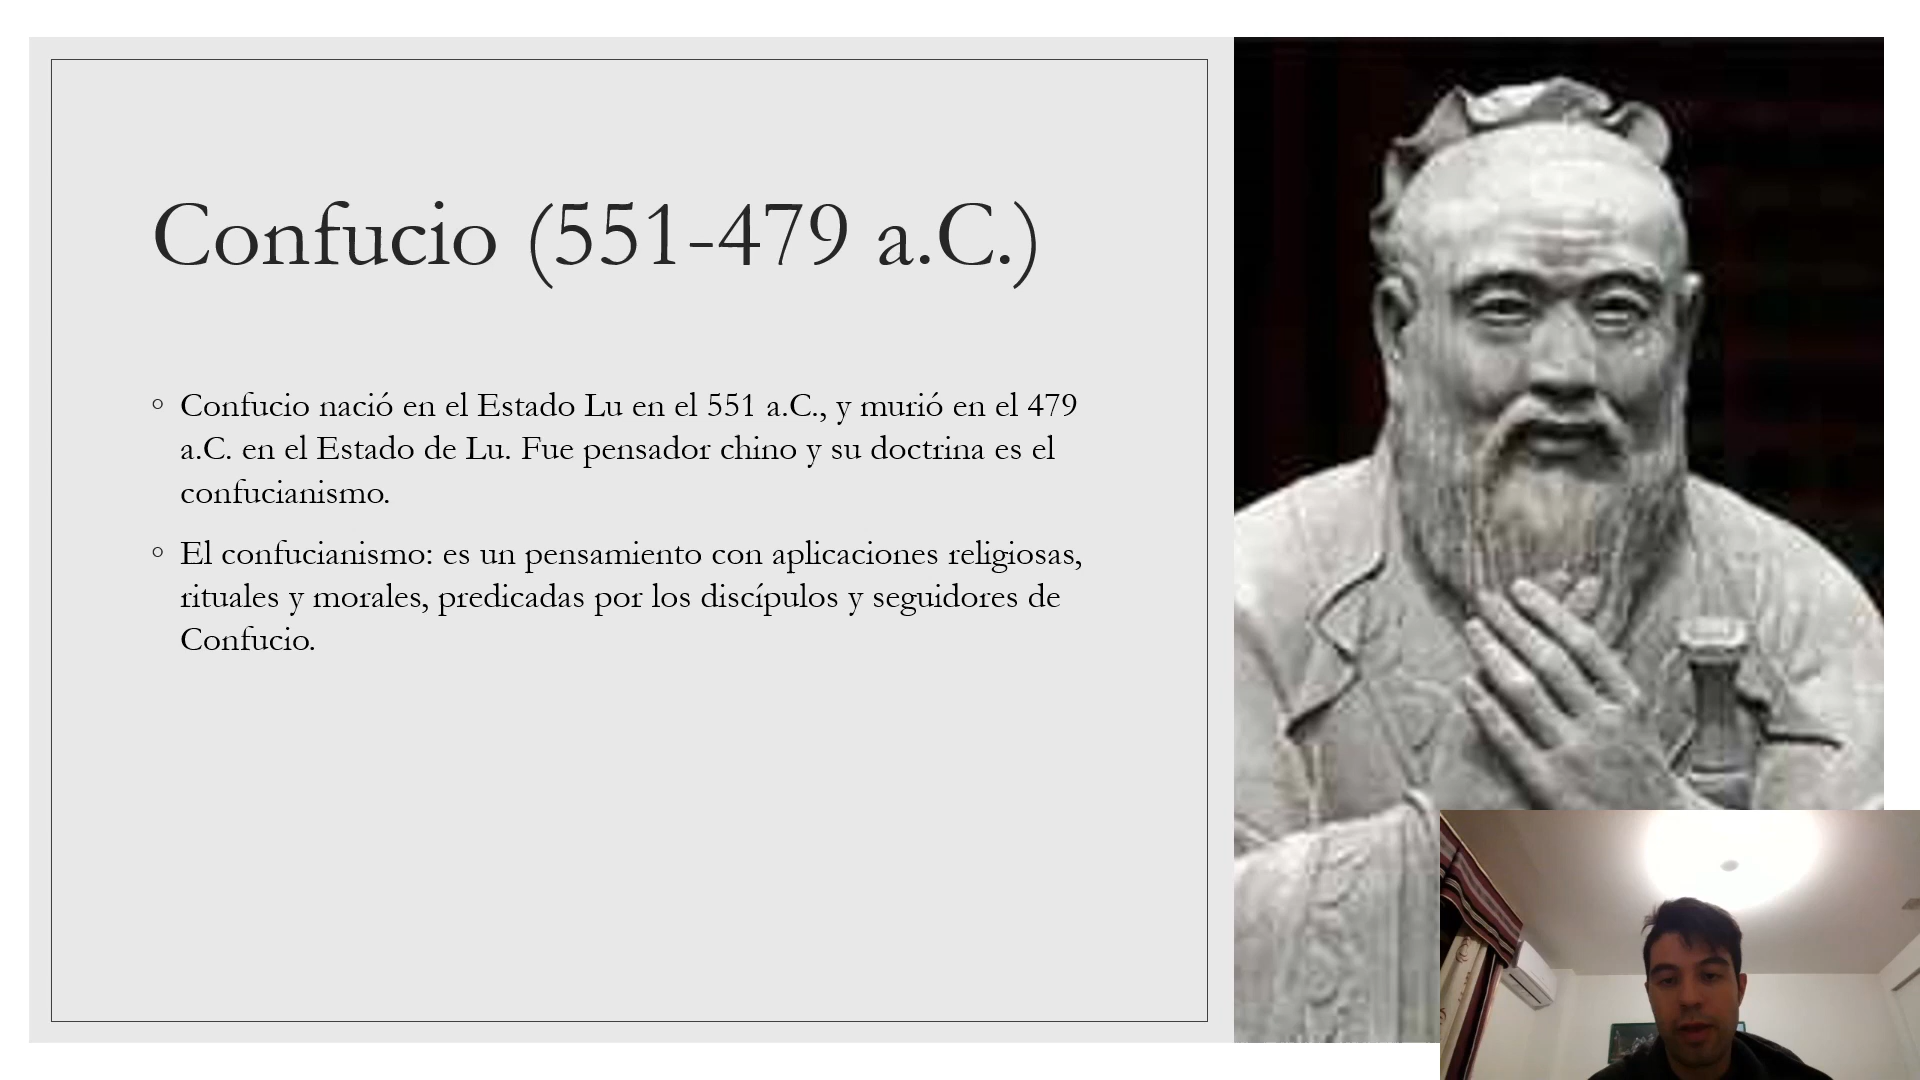 Confucio (551-479 a.C.)
◦ Confucio nació en el Estado Lu en el 551 a.C., y murió en el 479
a.C. en el Estado de Lu. Fue pensador chino y su doctrina es el
confucianismo.
◦ El confucianismo: es un pensamiento con aplicaciones religiosas,
rituales y morales, predicadas por los discípulos y seguidores de
Confucio.